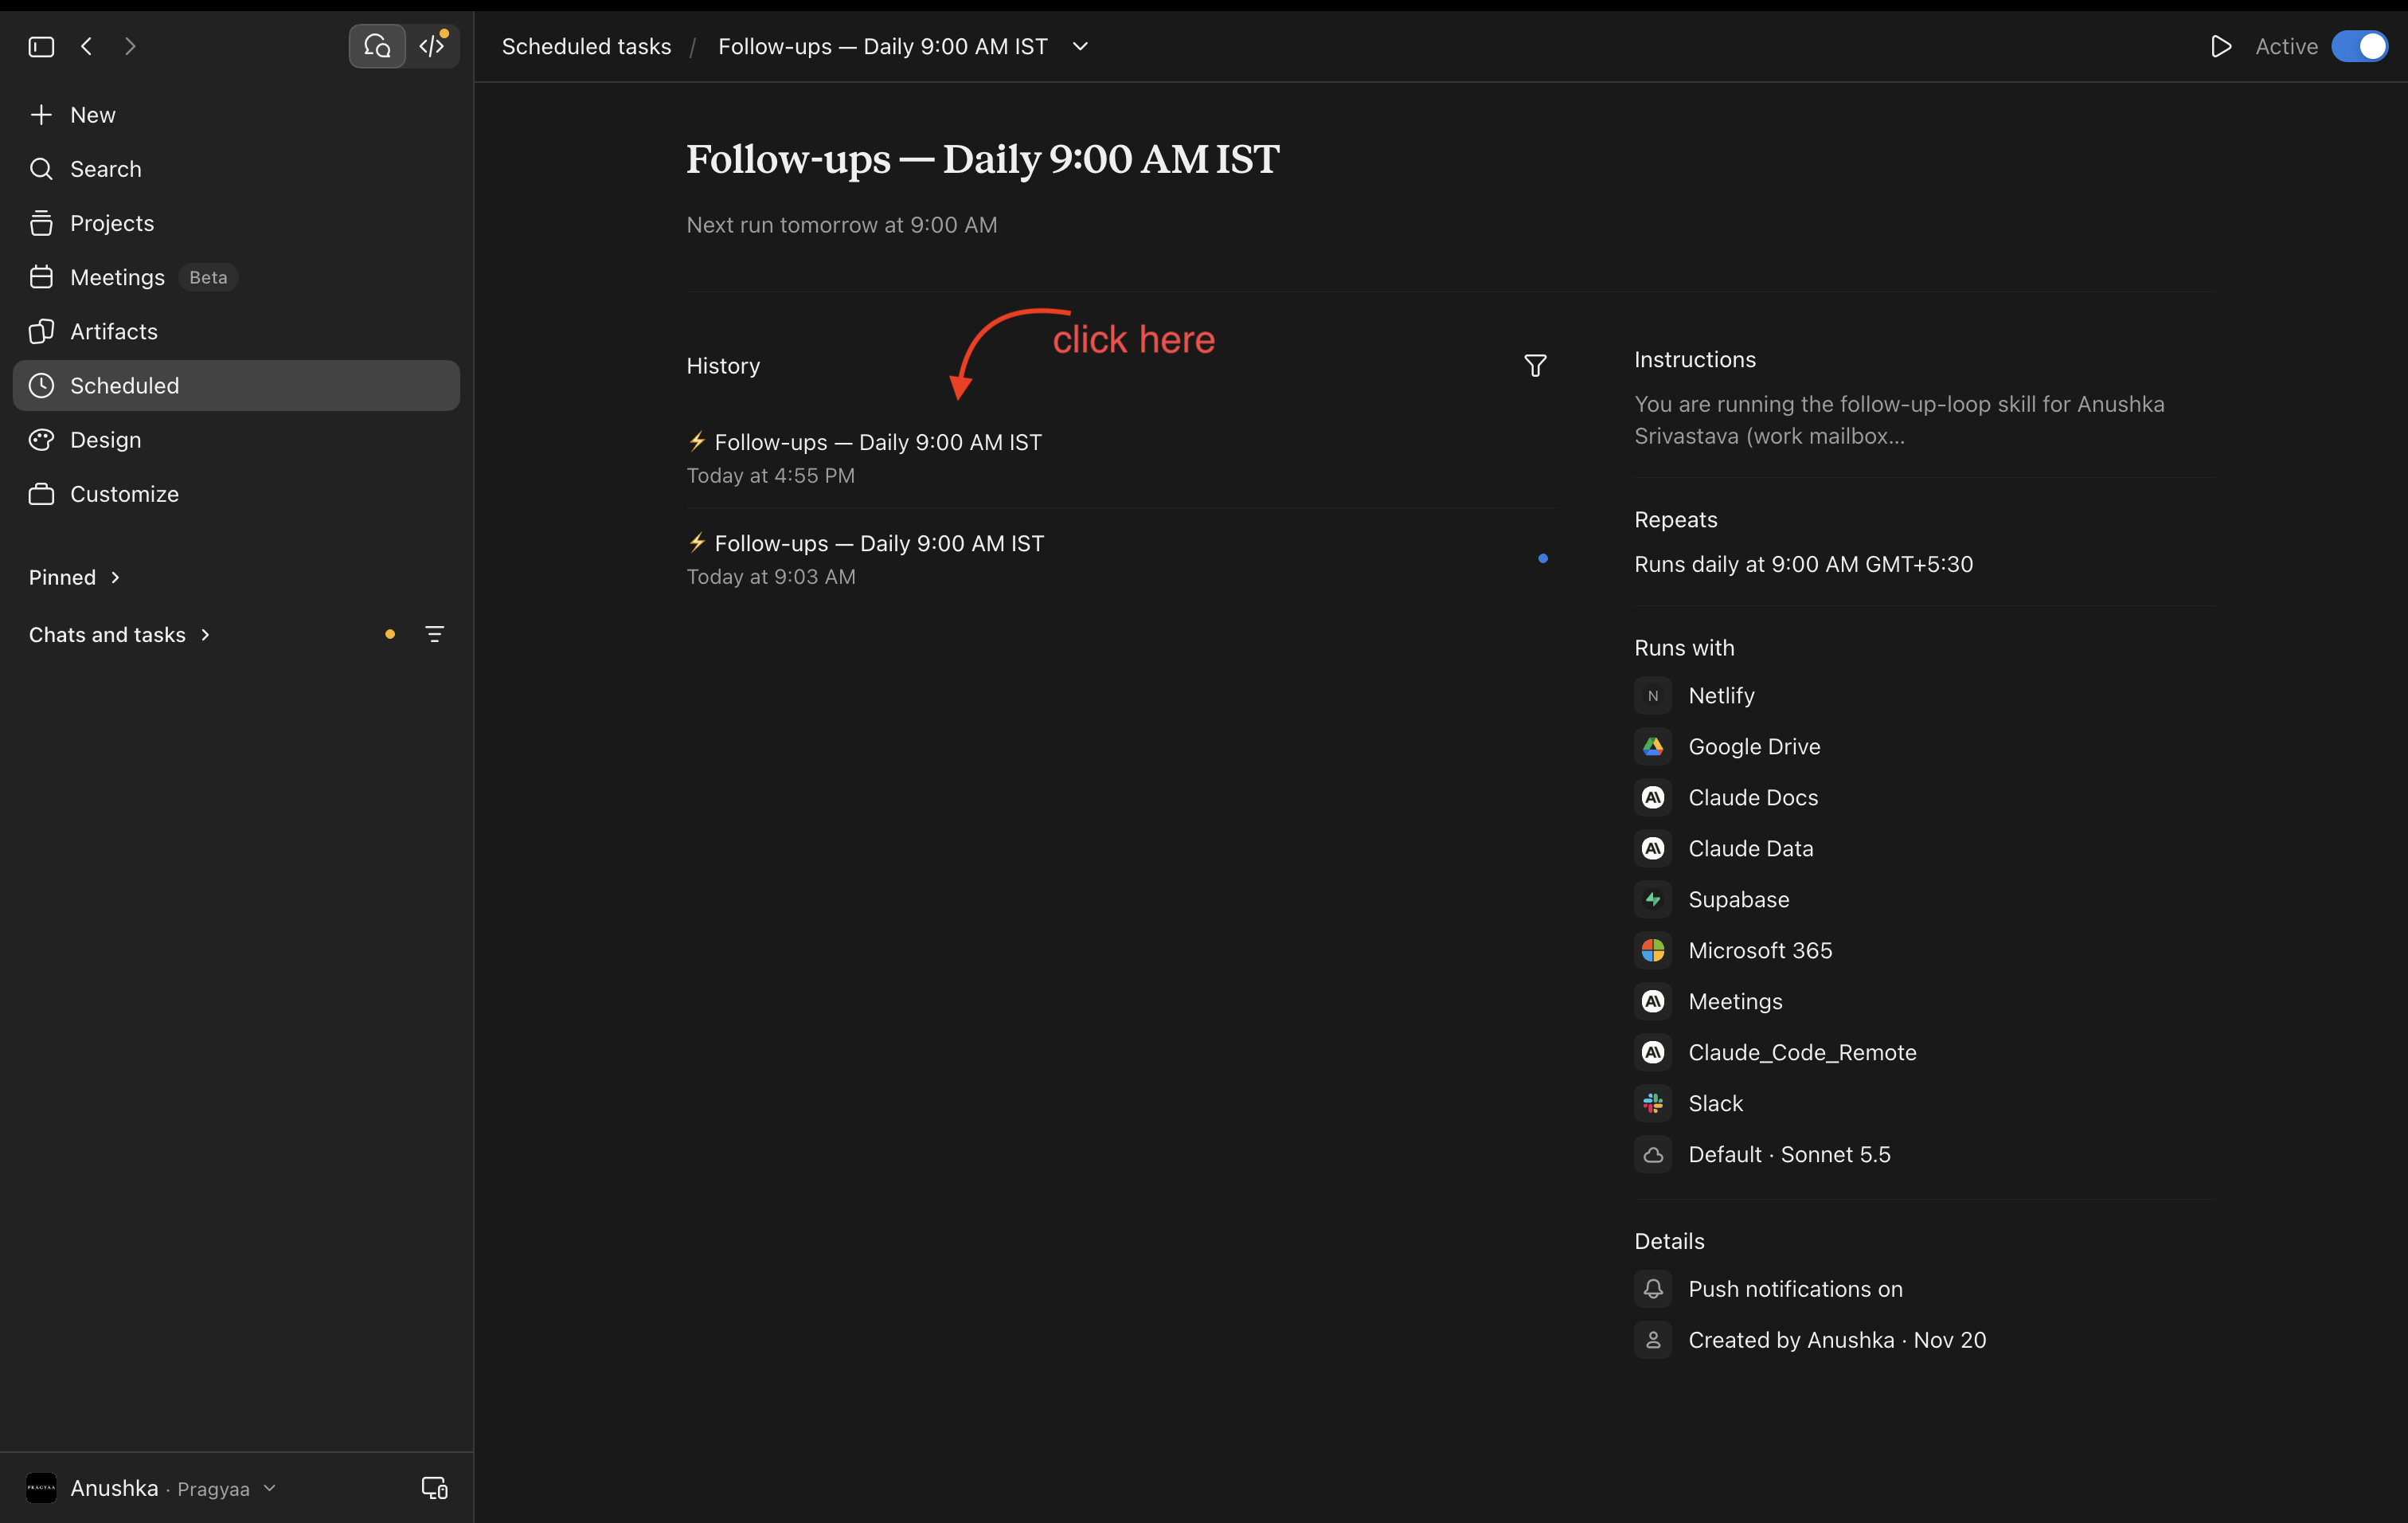 Scheduled tasks / Follow-ups — Daily 9:00 AM IST
Active
New
Search
Projects
Meetings Beta
Artifacts
Scheduled
Design
Customize
Pinned
Chats and tasks
Anushka · Pragyaa
PRAGYAA
Follow-ups — Daily 9:00 AM IST
Next run tomorrow at 9:00 AM
click here
History
⚡ Follow-ups — Daily 9:00 AM IST
Today at 4:55 PM
⚡ Follow-ups — Daily 9:00 AM IST
Today at 9:03 AM
Instructions
You are running the follow-up-loop skill for Anushka
Srivastava (work mailbox...
Repeats
Runs daily at 9:00 AM GMT+5:30
Runs with
N Netlify
Google Drive
Claude Docs
Claude Data
Supabase
Microsoft 365
Meetings
Claude_Code_Remote
Slack
Default · Sonnet 5.5
Details
Push notifications on
Created by Anushka · Nov 20